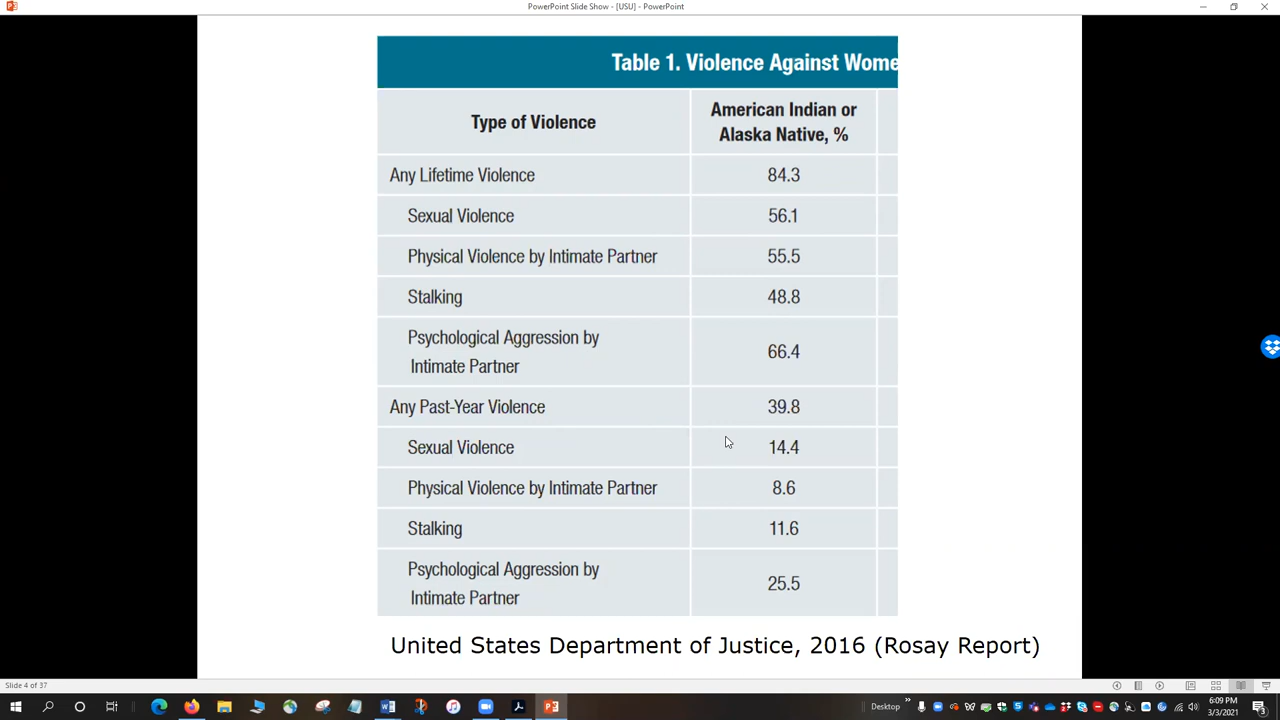 PowerPoint Slide Show - [USU] - PowerPoint
Table 1. Violence Against Wome
Type of Violence
American Indian or
Alaska Native, %
Any Lifetime Violence 84.3
Sexual Violence 56.1
Physical Violence by Intimate Partner 55.5
Stalking 48.8
Psychological Aggression by
Intimate Partner 66.4
Any Past-Year Violence 39.8
Sexual Violence 14.4
Physical Violence by Intimate Partner 8.6
Stalking 11.6
Psychological Aggression by
Intimate Partner 25.5
United States Department of Justice, 2016 (Rosay Report)
Slide 4 of 37
Desktop
6:09 PM
3/3/2021